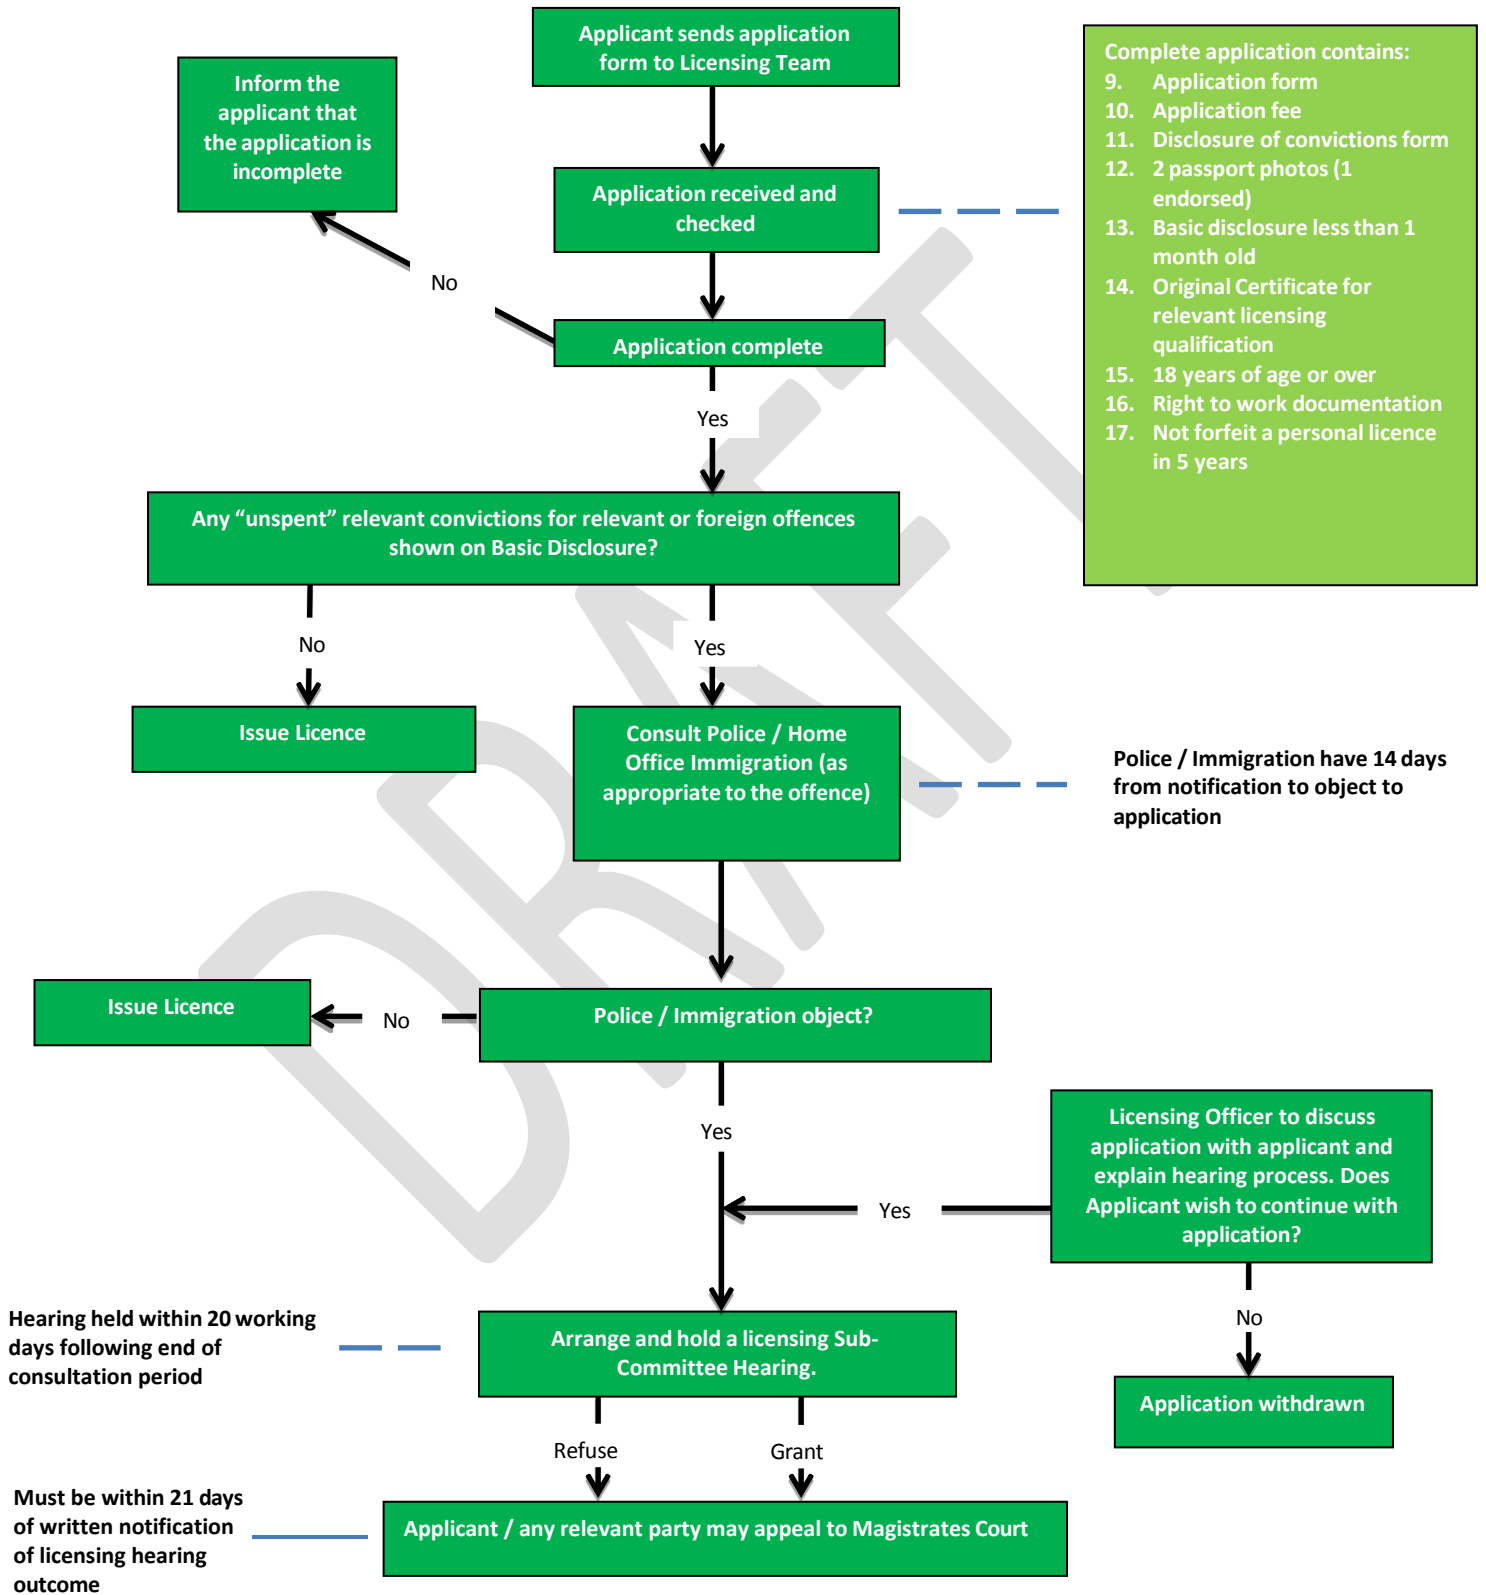 Applicant sends application
form to Licensing Team
Complete application contains:
9. Application form
10. Application fee
11. Disclosure of convictions form
12. 2 passport photos (1
endorsed)
13. Basic disclosure less than 1
month old
14. Original Certificate for
relevant licensing
qualification
15. 18 years of age or over
16. Right to work documentation
17. Not forfeit a personal licence
in 5 years
Inform the
applicant that
the application is
incomplete
Application received and
checked
No
Application complete
Yes
Any “unspent” relevant convictions for relevant or foreign offences
shown on Basic Disclosure?
No
Yes
Issue Licence
Consult Police / Home
Office Immigration (as
appropriate to the offence)
Police / Immigration have 14 days
from notification to object to
application
Issue Licence
No
Police / Immigration object?
Yes
Licensing Officer to discuss
application with applicant and
explain hearing process. Does
Applicant wish to continue with
application?
Yes
No
Application withdrawn
Hearing held within 20 working
days following end of
consultation period
Arrange and hold a licensing Sub-
Committee Hearing.
Refuse
Grant
Must be within 21 days
of written notification
of licensing hearing
outcome
Applicant / any relevant party may appeal to Magistrates Court
DRAFT